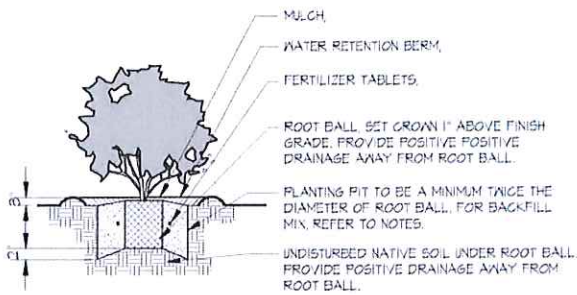 MULCH,
WATER RETENTION BERM,
FERTILIZER TABLETS,
ROOT BALL, SET CROWN 1" ABOVE FINISH
GRADE, PROVIDE POSITIVE POSITIVE
DRAINAGE AWAY FROM ROOT BALL.
PLANTING PIT TO BE A MINIMUM TWICE THE
DIAMETER OF ROOT BALL, FOR BACKFILL
MIX, REFER TO NOTES.
UNDISTURBED NATIVE SOIL UNDER ROOT BALL,
PROVIDE POSITIVE DRAINAGE AWAY FROM
ROOT BALL,